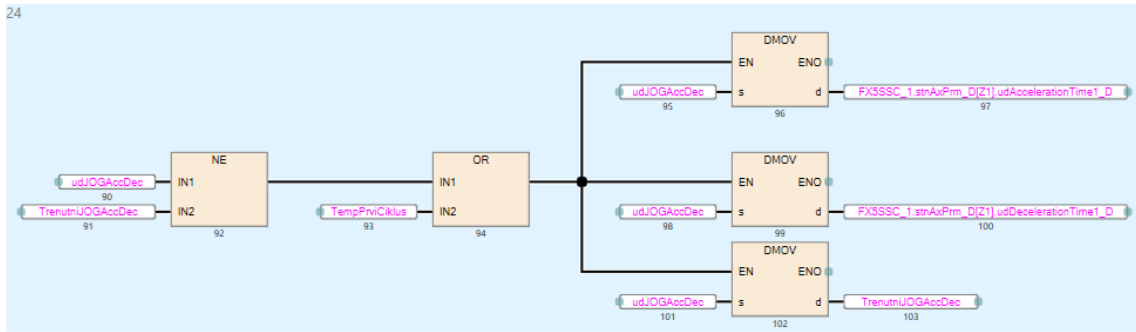 24
DMOV
EN ENO
udJOGAccDec s d FX5SSC_1.stnAxPrm_D[Z1].udAccelerationTime1_D
95 96 97
NE OR DMOV
udJOGAccDec IN1 IN1 EN ENO
90
TrenutniJOGAccDec IN2 TempPrviCiklus IN2 udJOGAccDec s d FX5SSC_1.stnAxPrm_D[Z1].udDecelerationTime1_D
91 92 93 94 98 99 100
DMOV
EN ENO
udJOGAccDec s d TrenutniJOGAccDec
101 102 103